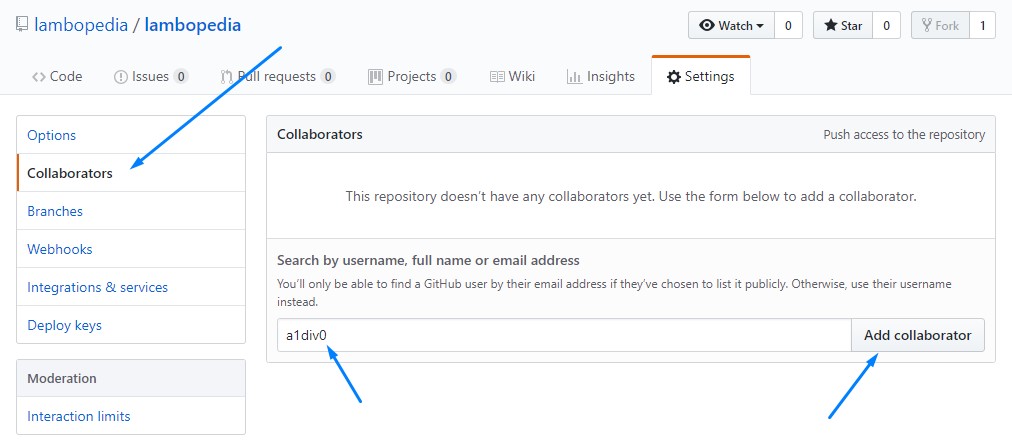 lambopedia / lambopedia
Watch 0 Star 0 Fork 1
Code Issues 0 Pull requests 0 Projects 0 Wiki Insights Settings
Options
Collaborators
Branches
Webhooks
Integrations & services
Deploy keys
Moderation
Interaction limits
Collaborators Push access to the repository
This repository doesn't have any collaborators yet. Use the form below to add a collaborator.
Search by username, full name or email address
You'll only be able to find a GitHub user by their email address if they've chosen to list it publicly. Otherwise, use their username
instead.
a1div0 Add collaborator